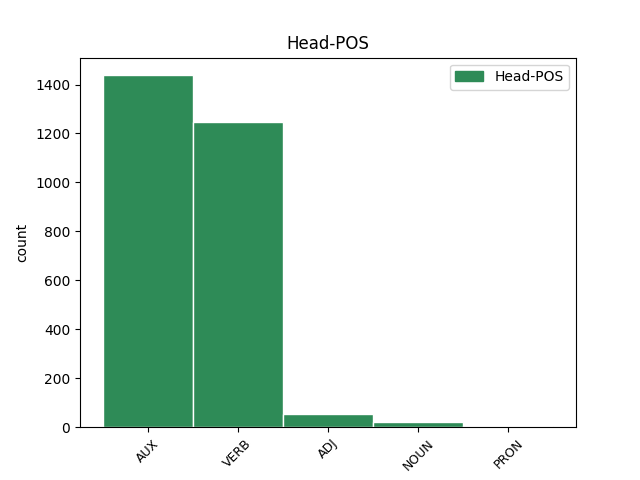 Head-POS
Head-POS
count
1400
1200
1000
800
600
400
200
0
AUX
VERB
ADJ
NOUN
PRON